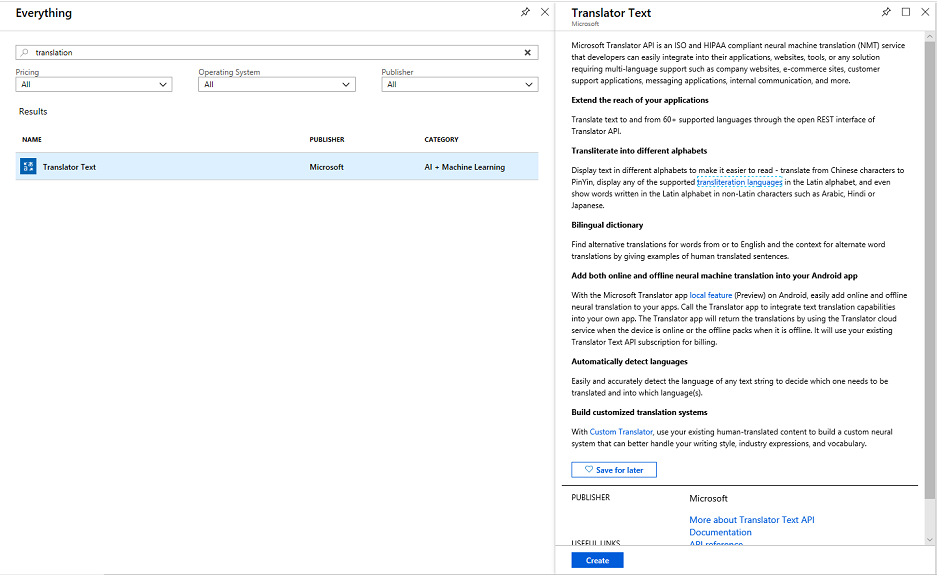 Everything
translation
Pricing
All
Operating System
All
Publisher
All
Results
NAME PUBLISHER CATEGORY
Translator Text Microsoft AI + Machine Learning
Translator Text
Microsoft
Microsoft Translator API is an ISO and HIPAA compliant neural machine translation (NMT) service
that developers can easily integrate into their applications, websites, tools, or any solution
requiring multi-language support such as company websites, e-commerce sites, customer
support applications, messaging applications, internal communication, and more.
Extend the reach of your applications
Translate text to and from 60+ supported languages through the open REST interface of
Translator API.
Transliterate into different alphabets
Display text in different alphabets to make it easier to read - translate from Chinese characters to
PinYin, display any of the supported transliteration languages in the Latin alphabet, and even
show words written in the Latin alphabet in non-Latin characters such as Arabic, Hindi or
Japanese.
Bilingual dictionary
Find alternative translations for words from or to English and the context for alternate word
translations by giving examples of human translated sentences.
Add both online and offline neural machine translation into your Android app
With the Microsoft Translator app local feature (Preview) on Android, easily add online and offline
neural translation to your apps. Call the Translator app to integrate text translation capabilities
into your own app. The Translator app will return the translations by using the Translator cloud
service when the device is online or the offline packs when it is offline. It will use your existing
Translator Text API subscription for billing.
Automatically detect languages
Easily and accurately detect the language of any text string to decide which one needs to be
translated and into which language(s).
Build customized translation systems
With Custom Translator, use your existing human-translated content to build a custom neural
system that can better handle your writing style, industry expressions, and vocabulary.
Save for later
PUBLISHER Microsoft
More about Translator Text API
Documentation
USEFUL LINKS API reference
Create